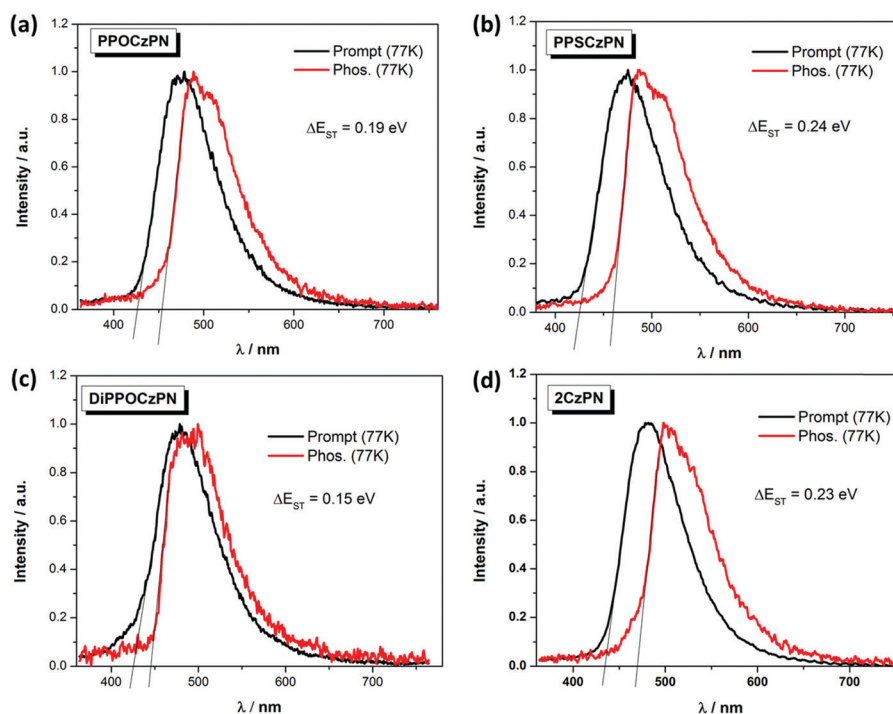 (a)
PPOCzPN
Prompt (77K)
Phos. (77K)
ΔE_ST = 0.19 eV
Intensity / a.u.
1.2
1.0
0.8
0.6
0.4
0.2
0.0
400 500 600 700
λ / nm
(b)
PPSCzPN
Prompt (77K)
Phos. (77K)
ΔE_ST = 0.24 eV
Intensity / a.u.
1.2
1.0
0.8
0.6
0.4
0.2
0.0
400 500 600 700
λ / nm
(c)
DiPPOCzPN
Prompt (77K)
Phos. (77K)
ΔE_ST = 0.15 eV
Intensity / a.u.
1.2
1.0
0.8
0.6
0.4
0.2
0.0
400 500 600 700
λ / nm
(d)
2CzPN
Prompt (77K)
Phos. (77K)
ΔE_ST = 0.23 eV
Intensity / a.u.
1.2
1.0
0.8
0.6
0.4
0.2
0.0
400 500 600 700
λ / nm